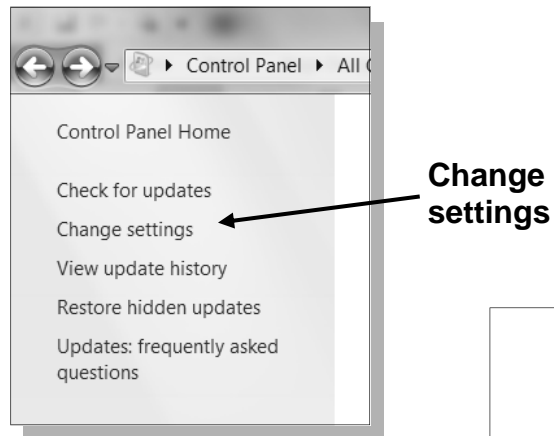 Control Panel All
Control Panel Home
Check for updates
Change settings
View update history
Restore hidden updates
Updates: frequently asked
questions
Change
settings